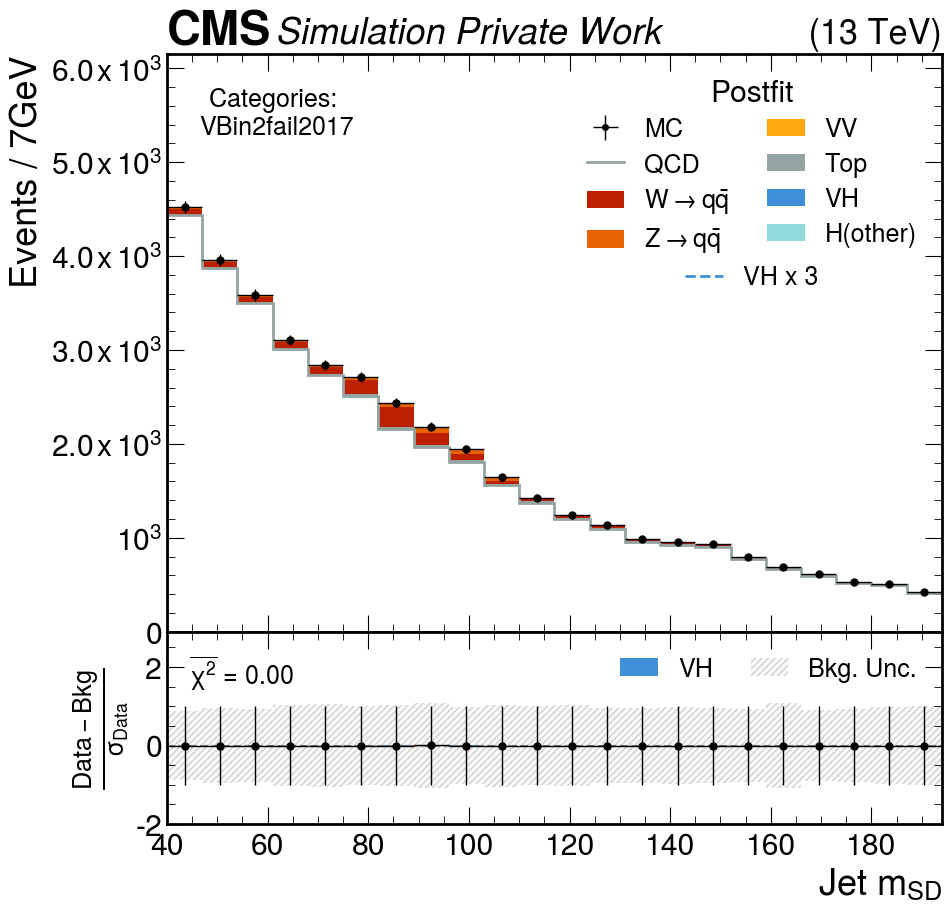 CMS Simulation Private Work (13 TeV)
Events / 7GeV
6.0 x 10³
5.0 x 10³
4.0 x 10³
3.0 x 10³
2.0 x 10³
10³
0
Categories:
VBin2fail2017
Postfit
MC
QCD
W → qq̄
Z → qq̄
VV
Top
VH
H(other)
VH x 3
Data – Bkg
σ_Data
2
0
-2
χ̅²̅ = 0.00
VH
Bkg. Unc.
40 60 80 100 120 140 160 180
Jet m_SD